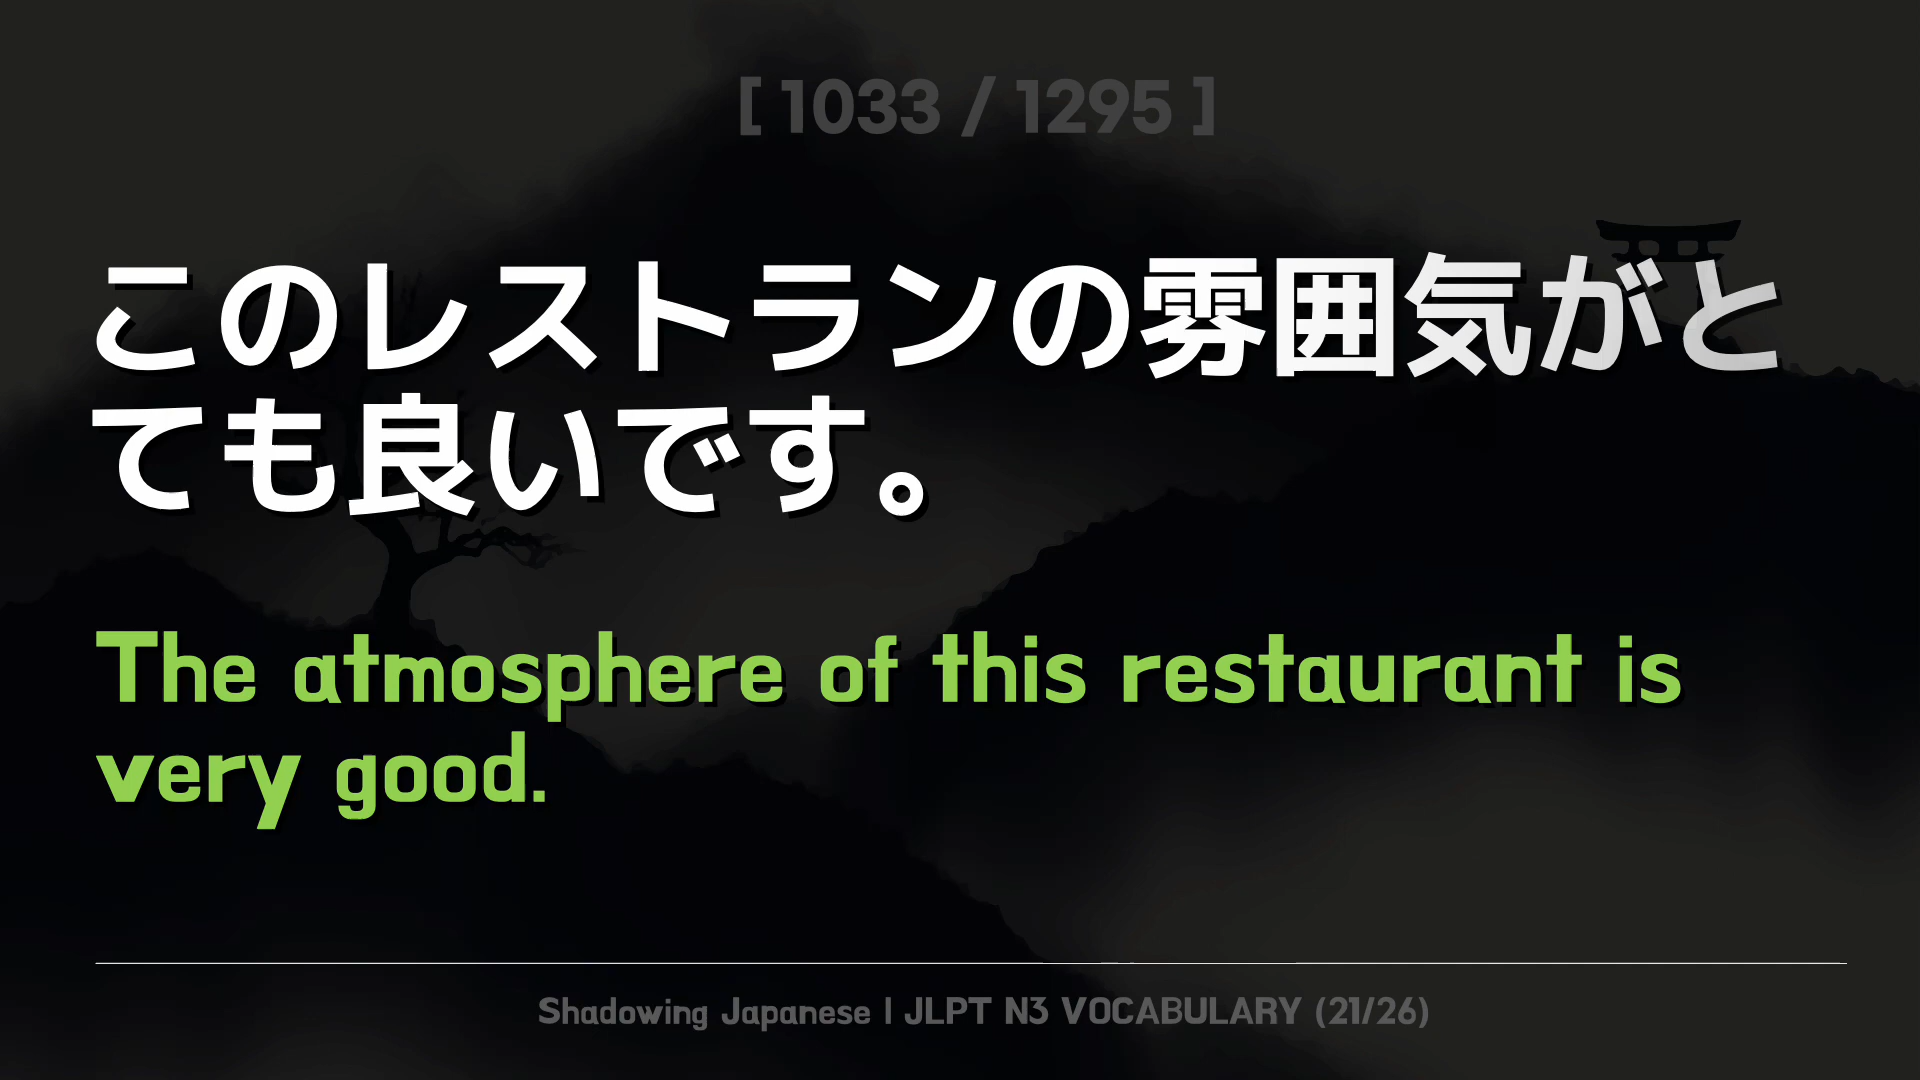 [ 1033 / 1295 ]
このレストランの雰囲気がと
ても良いです。
The atmosphere of this restaurant is
very good.
Shadowing Japanese | JLPT N3 VOCABULARY (21/26)